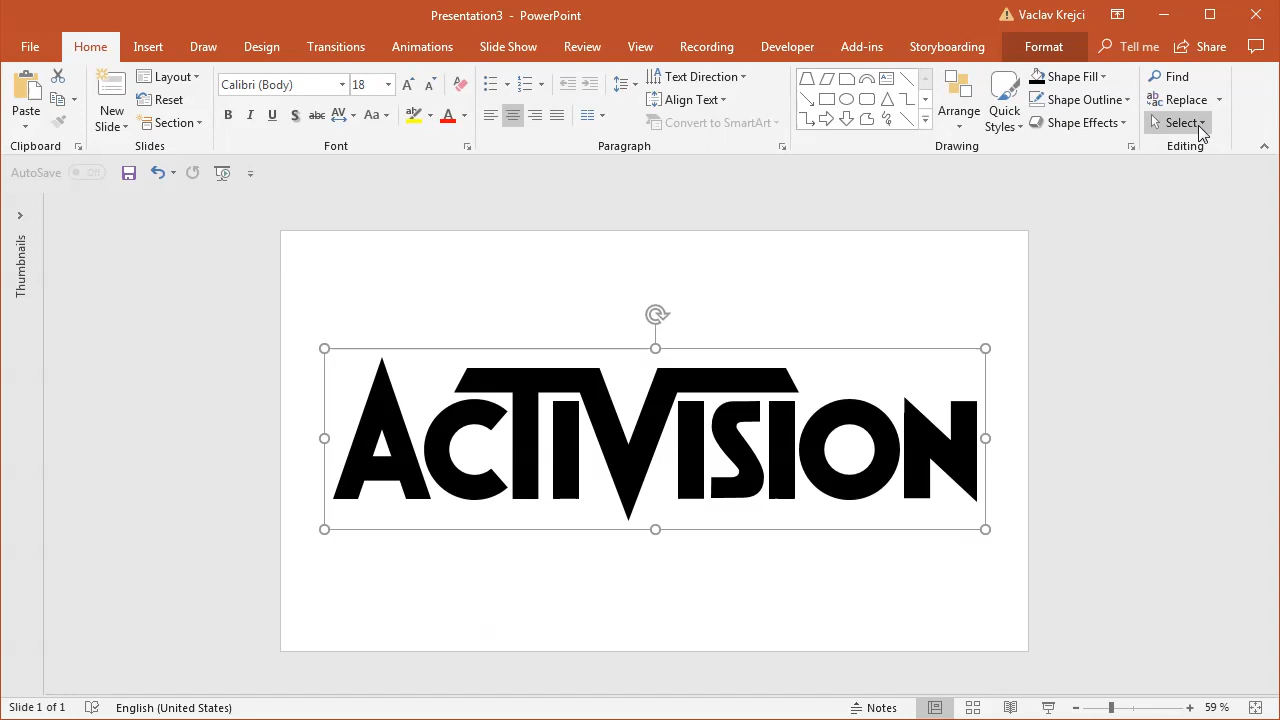 Presentation3 - PowerPoint
Vaclav Krejci
File Home Insert Draw Design Transitions Animations Slide Show Review View Recording Developer Add-ins Storyboarding Format Tell me Share
Paste
New Slide
Layout
Reset
Section
Calibri (Body) 18
B I U S abc AV Aa A
Text Direction
Align Text
Convert to SmartArt
Arrange
Quick Styles
Shape Fill
Shape Outline
Shape Effects
Find
Replace
Select
Clipboard Slides Font Paragraph Drawing Editing
AutoSave Off
Thumbnails
ACTIVISION
Slide 1 of 1 English (United States) Notes 59 %